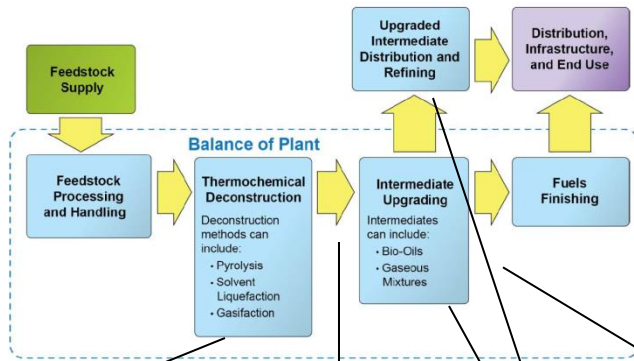 Upgraded
Intermediate
Distribution and
Refining
Distribution,
Infrastructure,
and End Use
Feedstock
Supply
Balance of Plant
Feedstock
Processing
and Handling
Thermochemical
Deconstruction
Deconstruction
methods can
include:
• Pyrolysis
• Solvent
Liquefaction
• Gasifaction
Intermediate
Upgrading
Intermediates
can include:
• Bio-Oils
• Gaseous
Mixtures
Fuels
Finishing